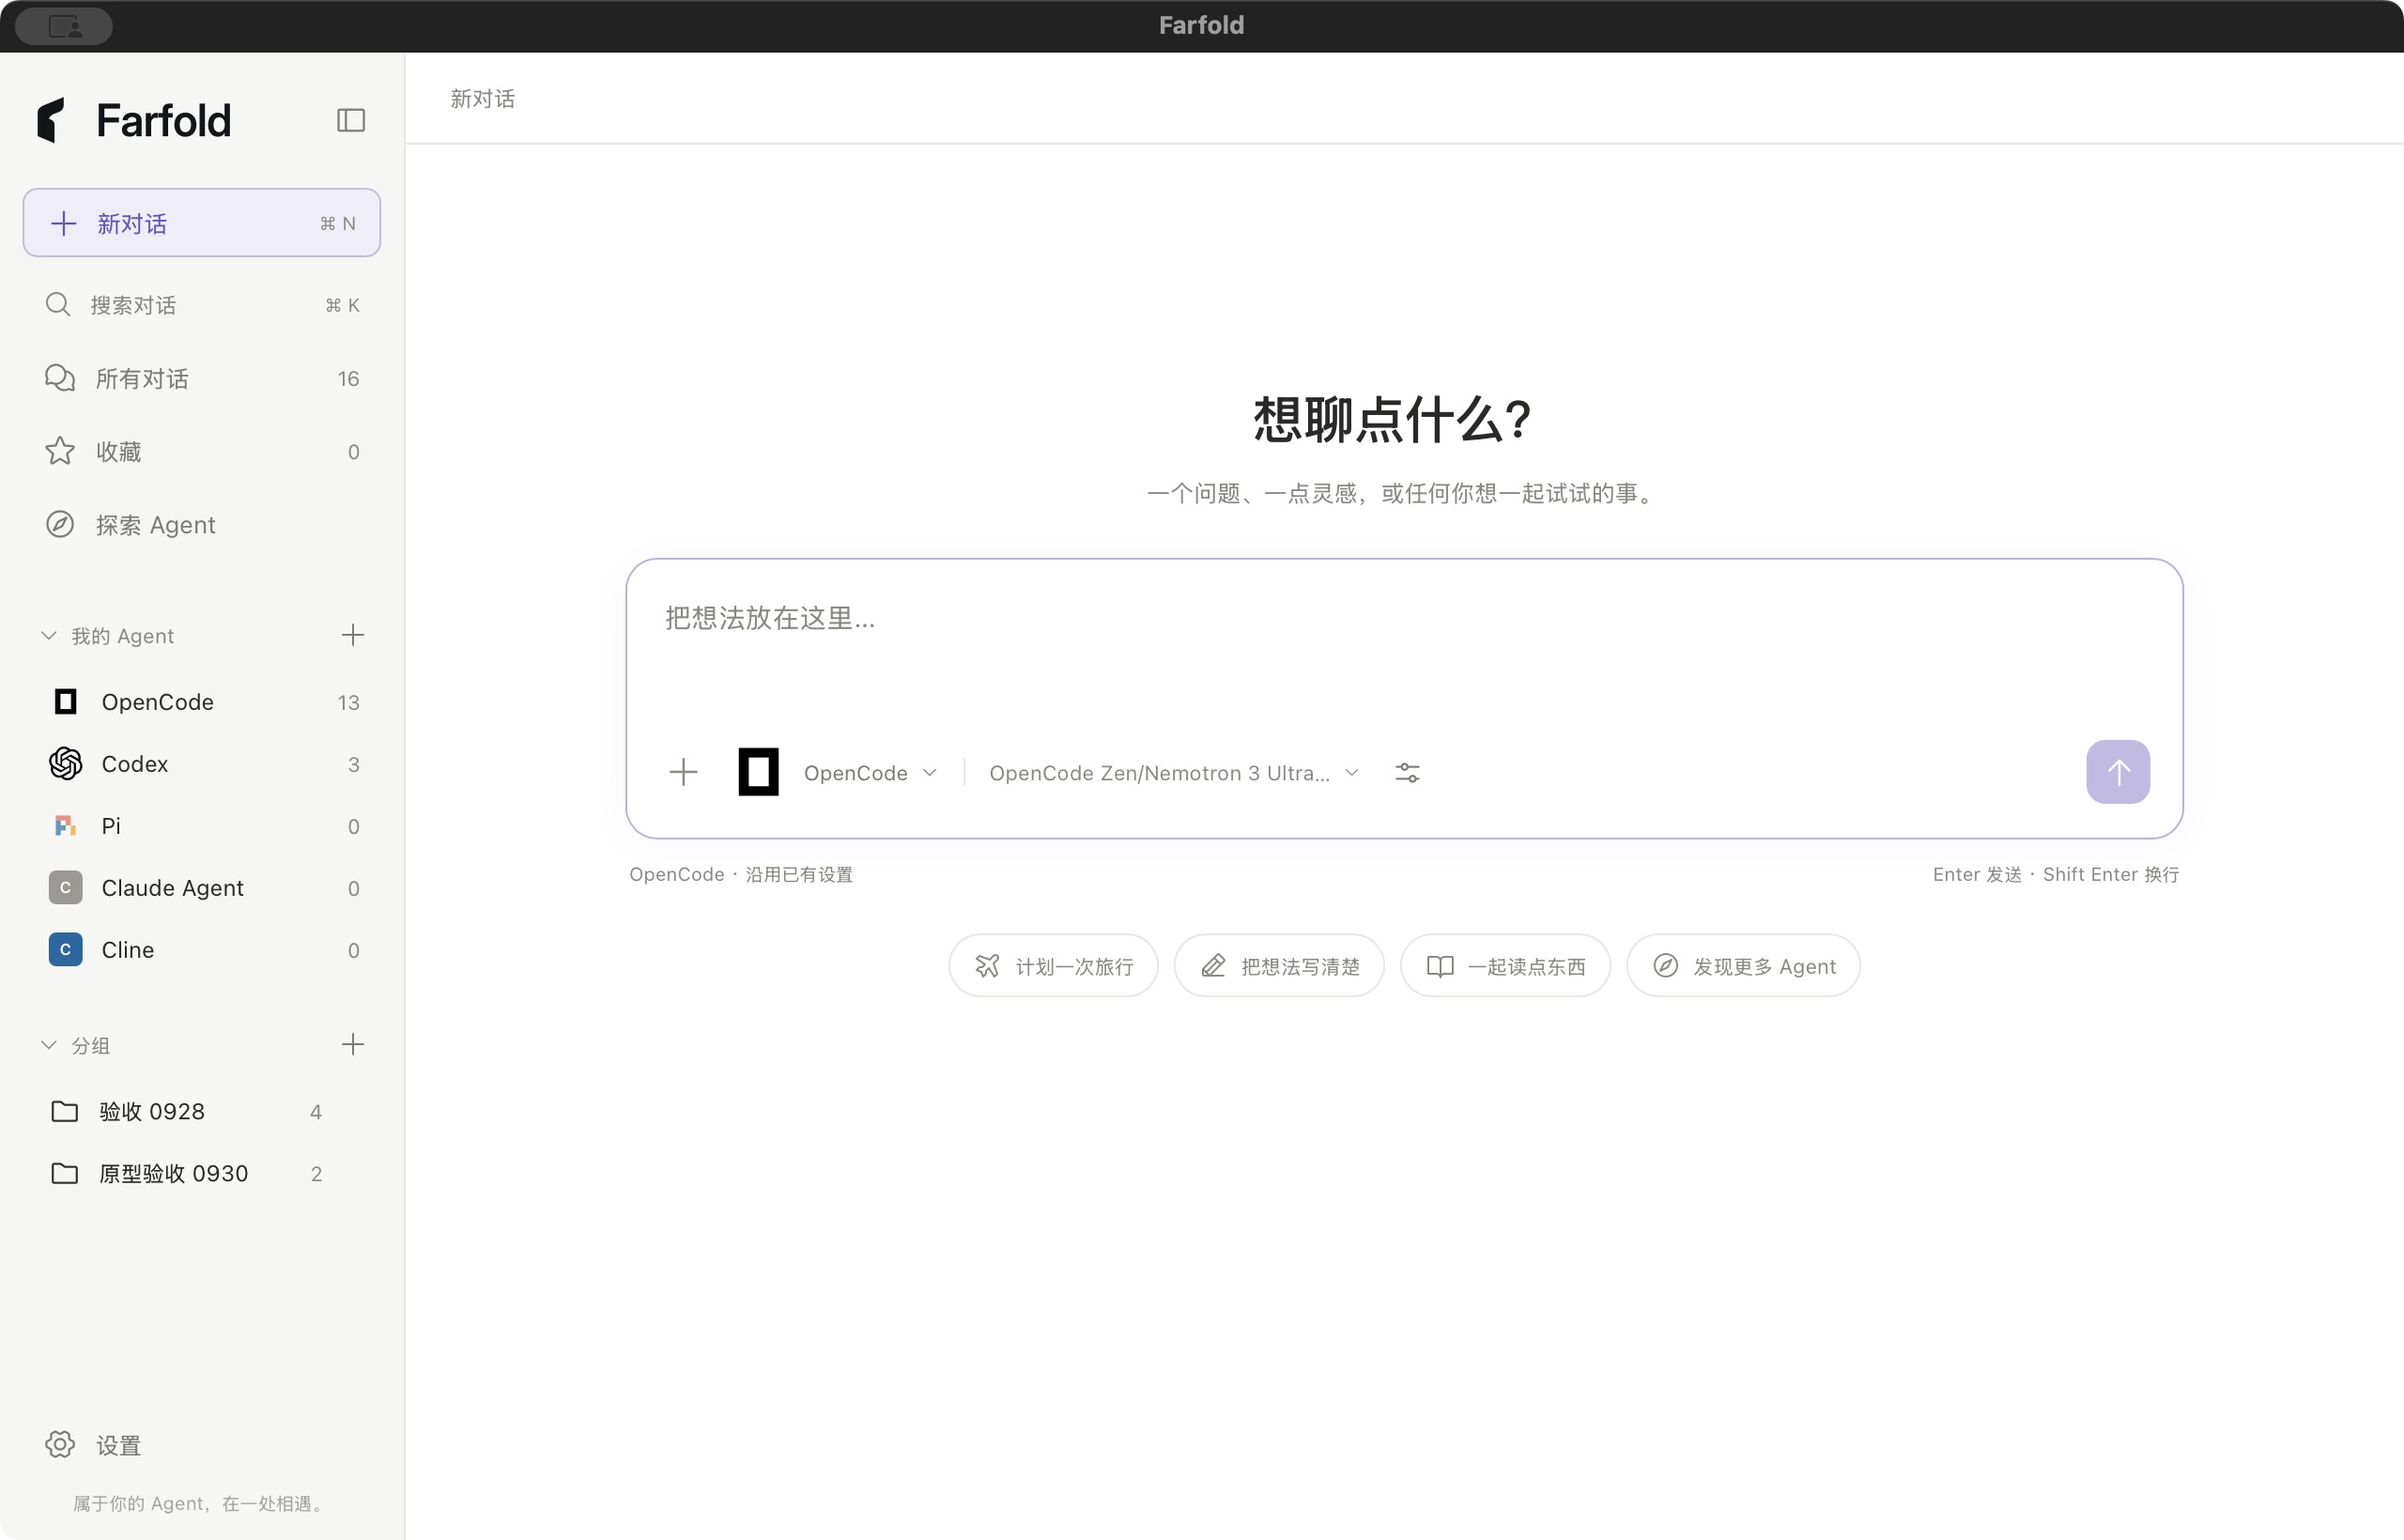 Farfold
Farfold
新对话 ⌘ N
搜索对话 ⌘ K
所有对话 16
收藏 0
探索 Agent
我的 Agent
OpenCode 13
Codex 3
Pi 0
C Claude Agent 0
C Cline 0
分组
验收 0928 4
原型验收 0930 2
设置
属于你的 Agent，在一处相遇。
新对话
想聊点什么？
一个问题、一点灵感，或任何你想一起试试的事。
把想法放在这里...
OpenCode OpenCode Zen/Nemotron 3 Ultra...
OpenCode · 沿用已有设置 Enter 发送 · Shift Enter 换行
计划一次旅行 把想法写清楚 一起读点东西 发现更多 Agent